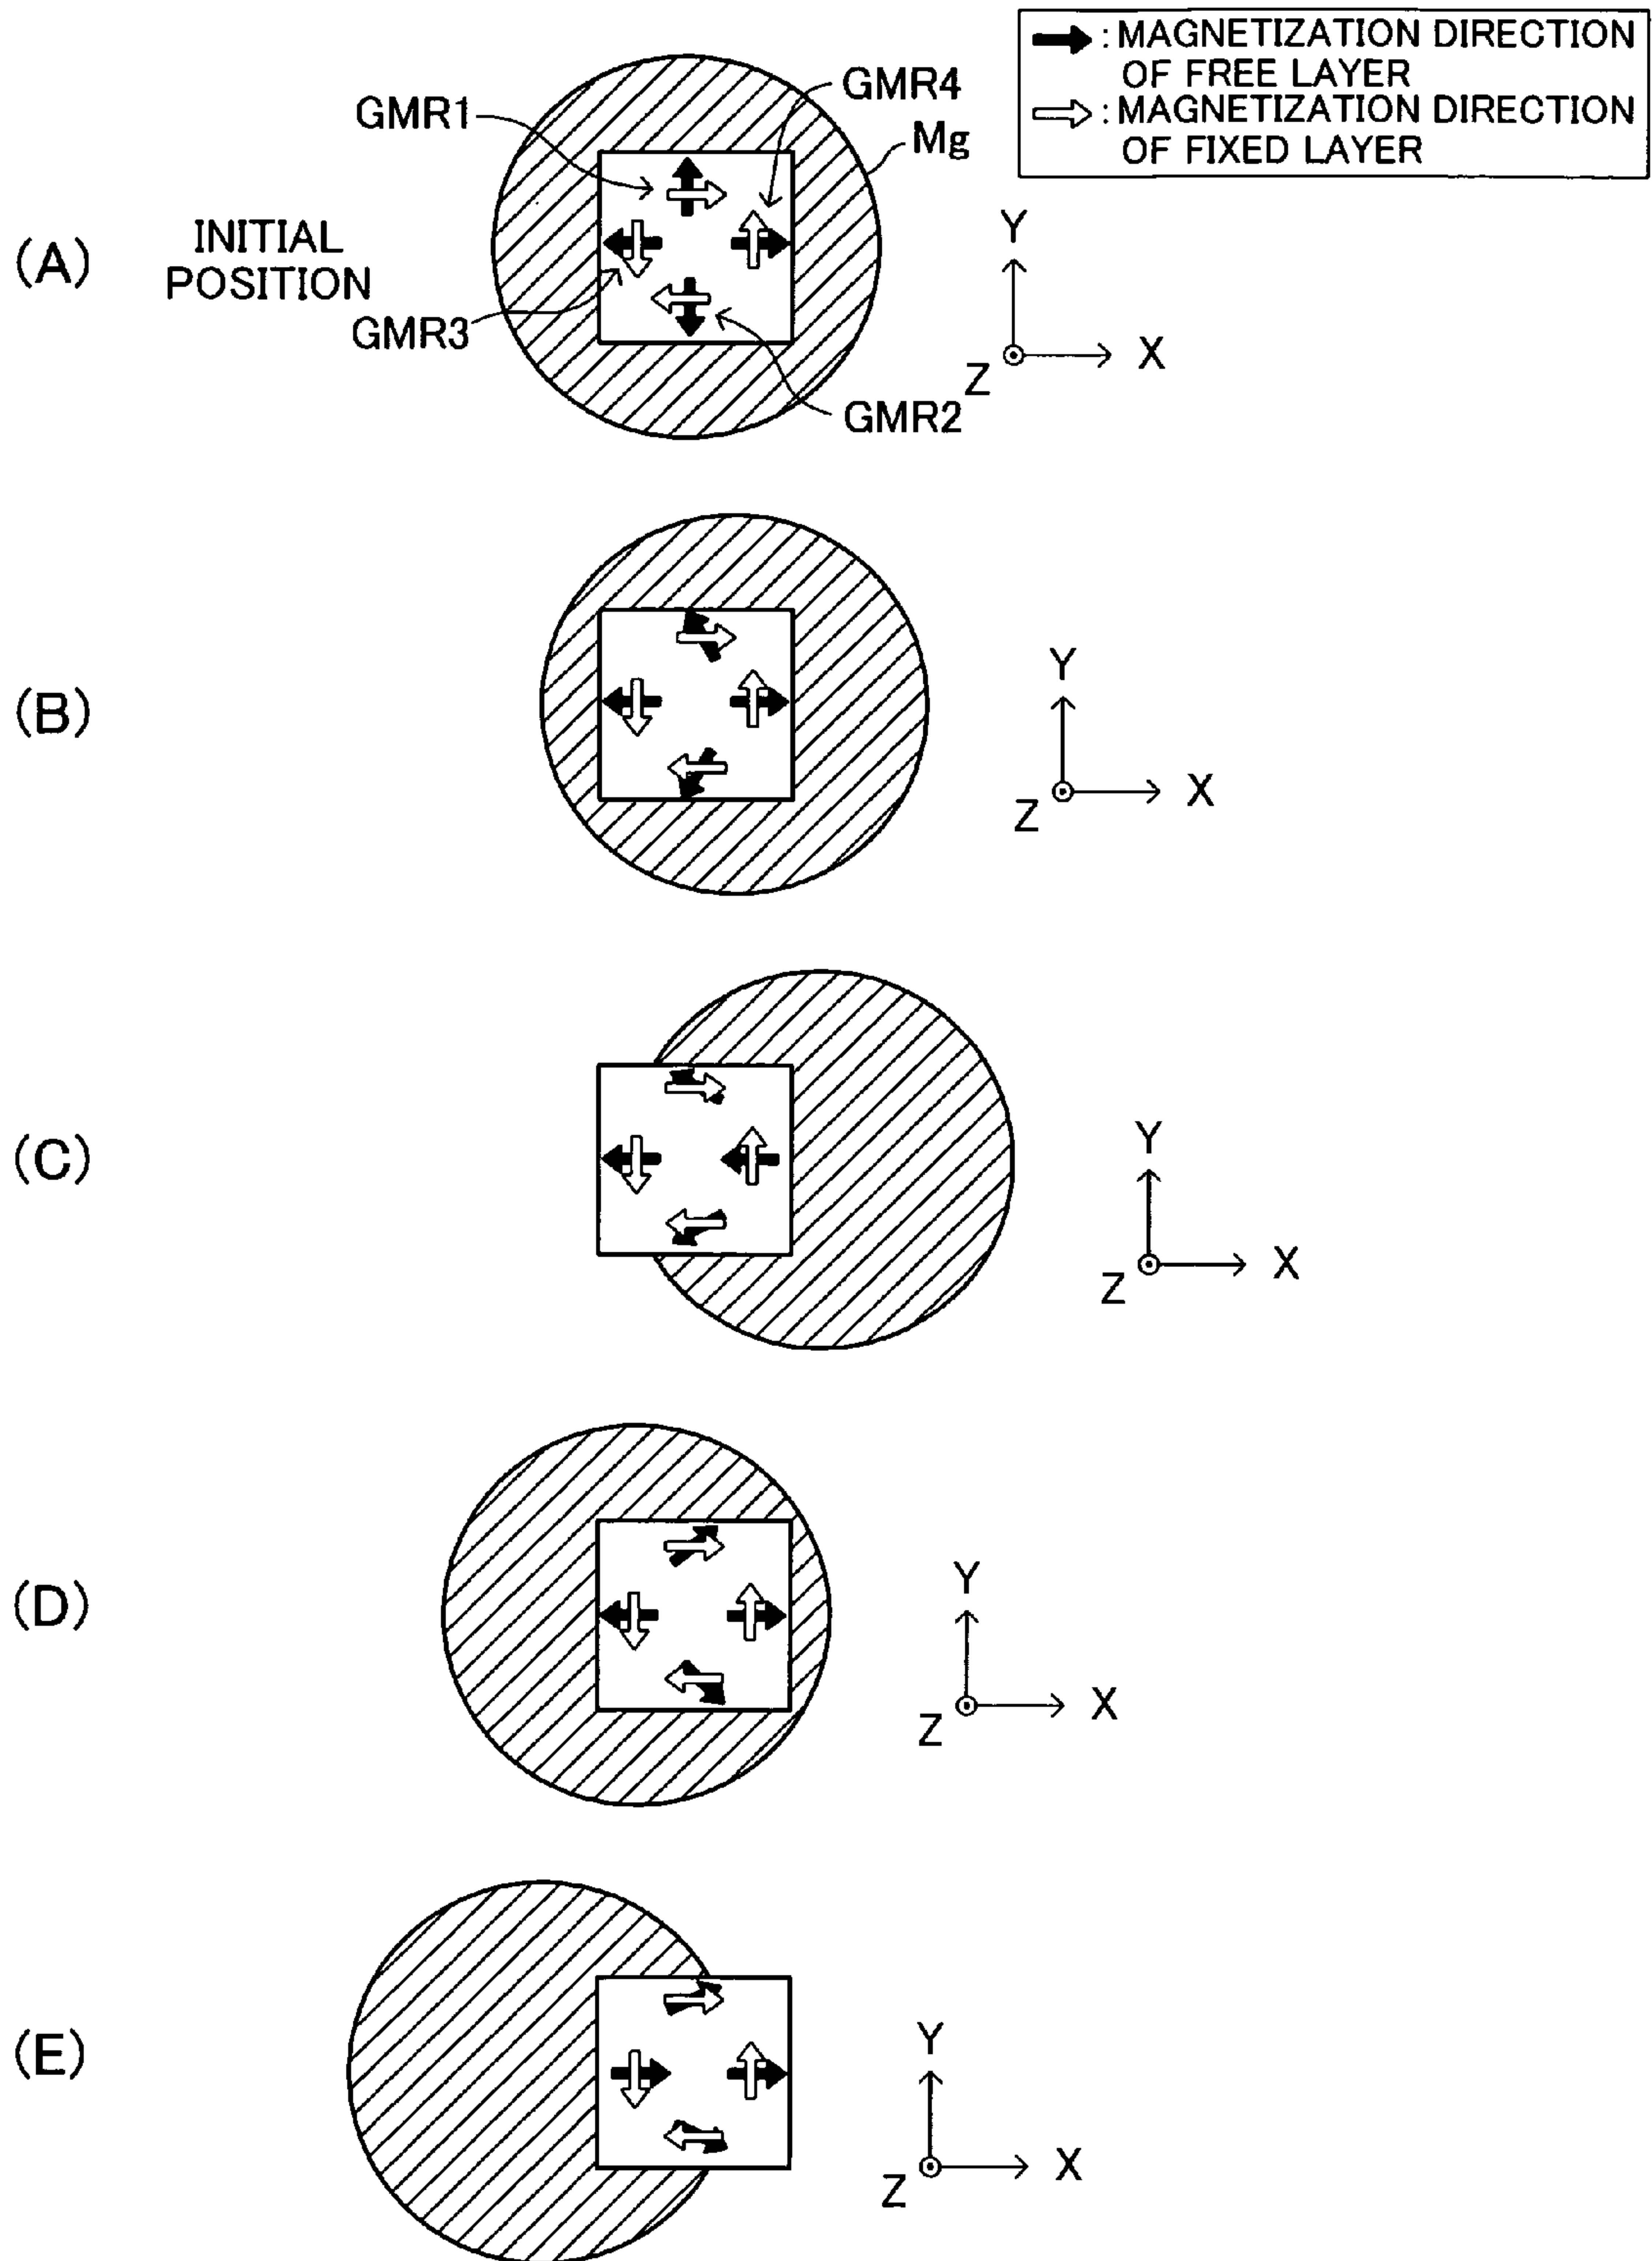 : MAGNETIZATION DIRECTION
OF FREE LAYER
: MAGNETIZATION DIRECTION
OF FIXED LAYER
GMR1
GMR4
Mg
(A)
INITIAL
POSITION
GMR3
GMR2
Y
X
Z
(B)
Y
X
Z
(C)
Y
X
Z
(D)
Y
X
Z
(E)
Y
X
Z